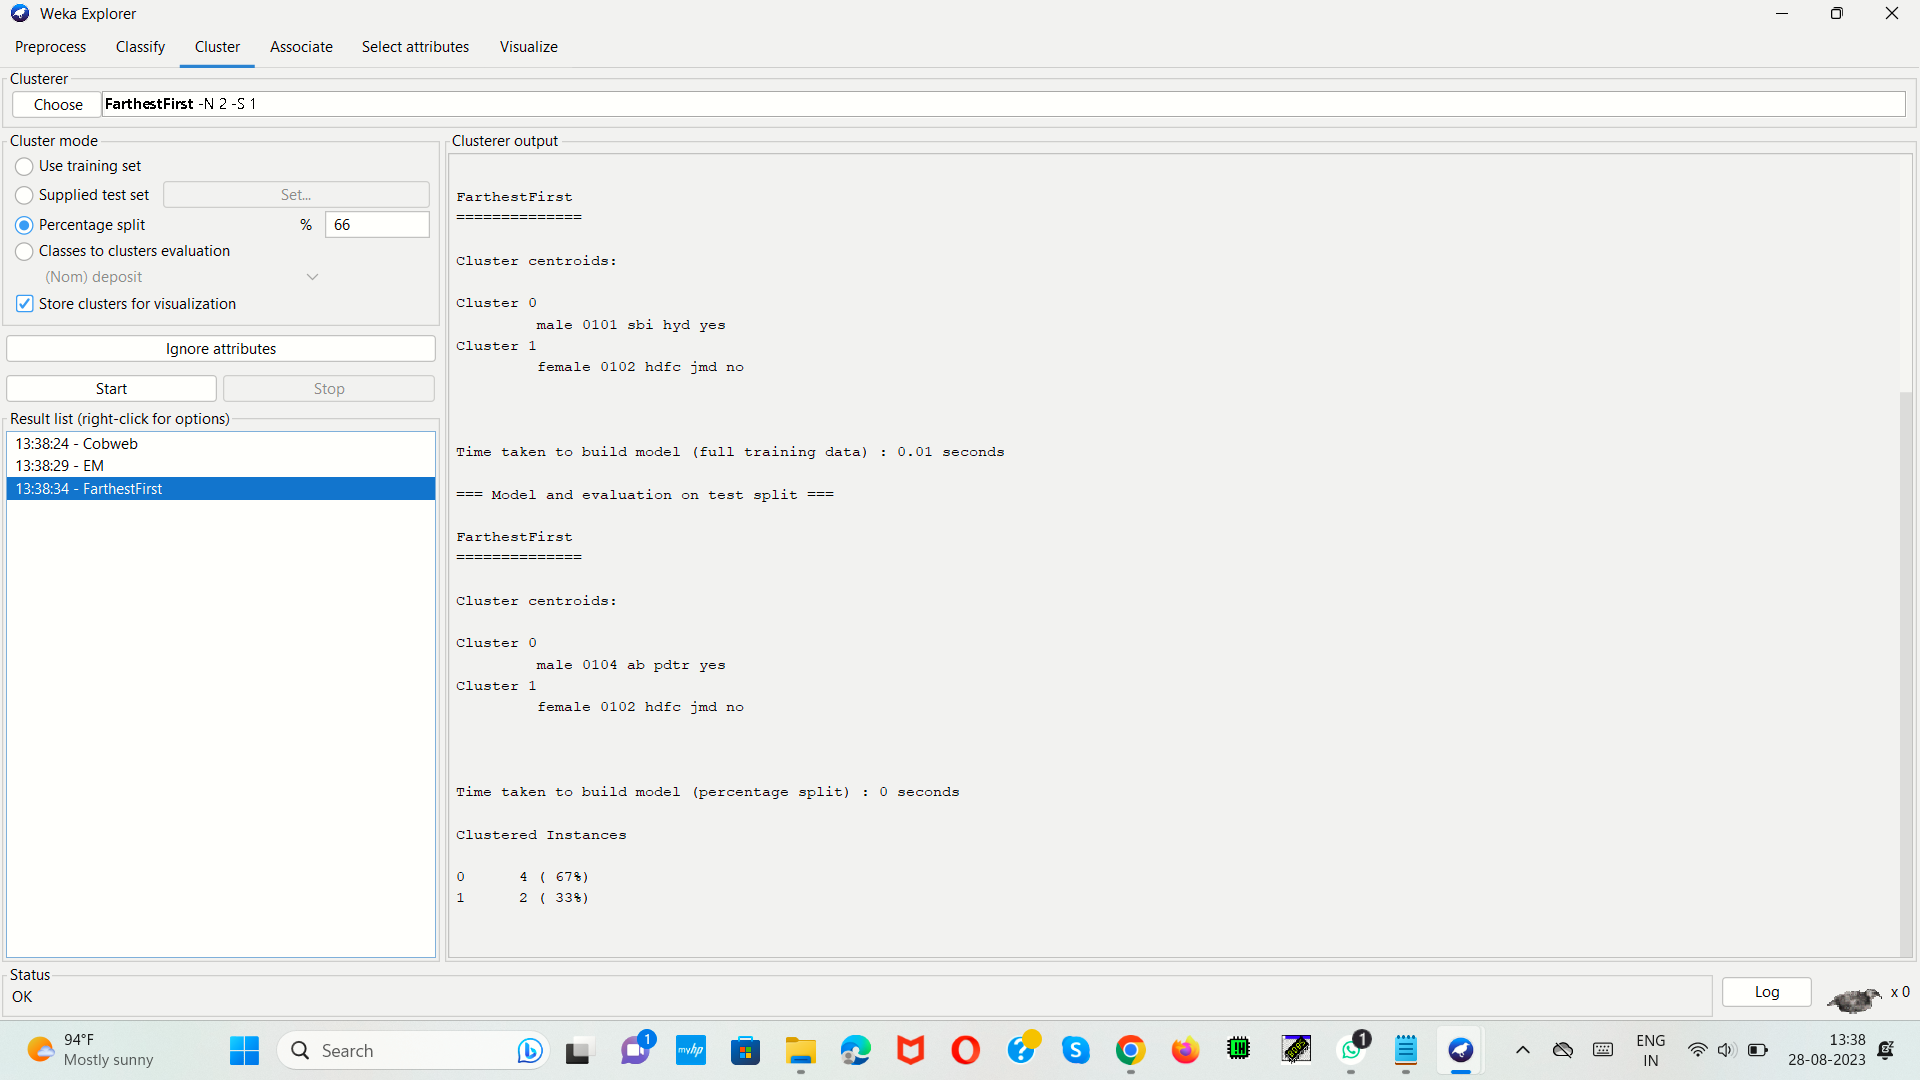 Weka Explorer
Preprocess Classify Cluster Associate Select attributes Visualize
Clusterer
Choose FarthestFirst -N 2 -S 1
Cluster mode
Use training set
Supplied test set Set...
Percentage split % 66
Classes to clusters evaluation
(Nom) deposit
Store clusters for visualization
Ignore attributes
Start Stop
Result list (right-click for options)
13:38:24 - Cobweb
13:38:29 - EM
13:38:34 - FarthestFirst
Clusterer output
FarthestFirst
==============
Cluster centroids:
Cluster 0
male 0101 sbi hyd yes
Cluster 1
female 0102 hdfc jmd no
Time taken to build model (full training data) : 0.01 seconds
=== Model and evaluation on test split ===
FarthestFirst
==============
Cluster centroids:
Cluster 0
male 0104 ab pdtr yes
Cluster 1
female 0102 hdfc jmd no
Time taken to build model (percentage split) : 0 seconds
Clustered Instances
0 4 ( 67%)
1 2 ( 33%)
Status
OK
Log x 0
94°F
Mostly sunny
Search
1
myhp
1
ENG
IN
13:38
28-08-2023